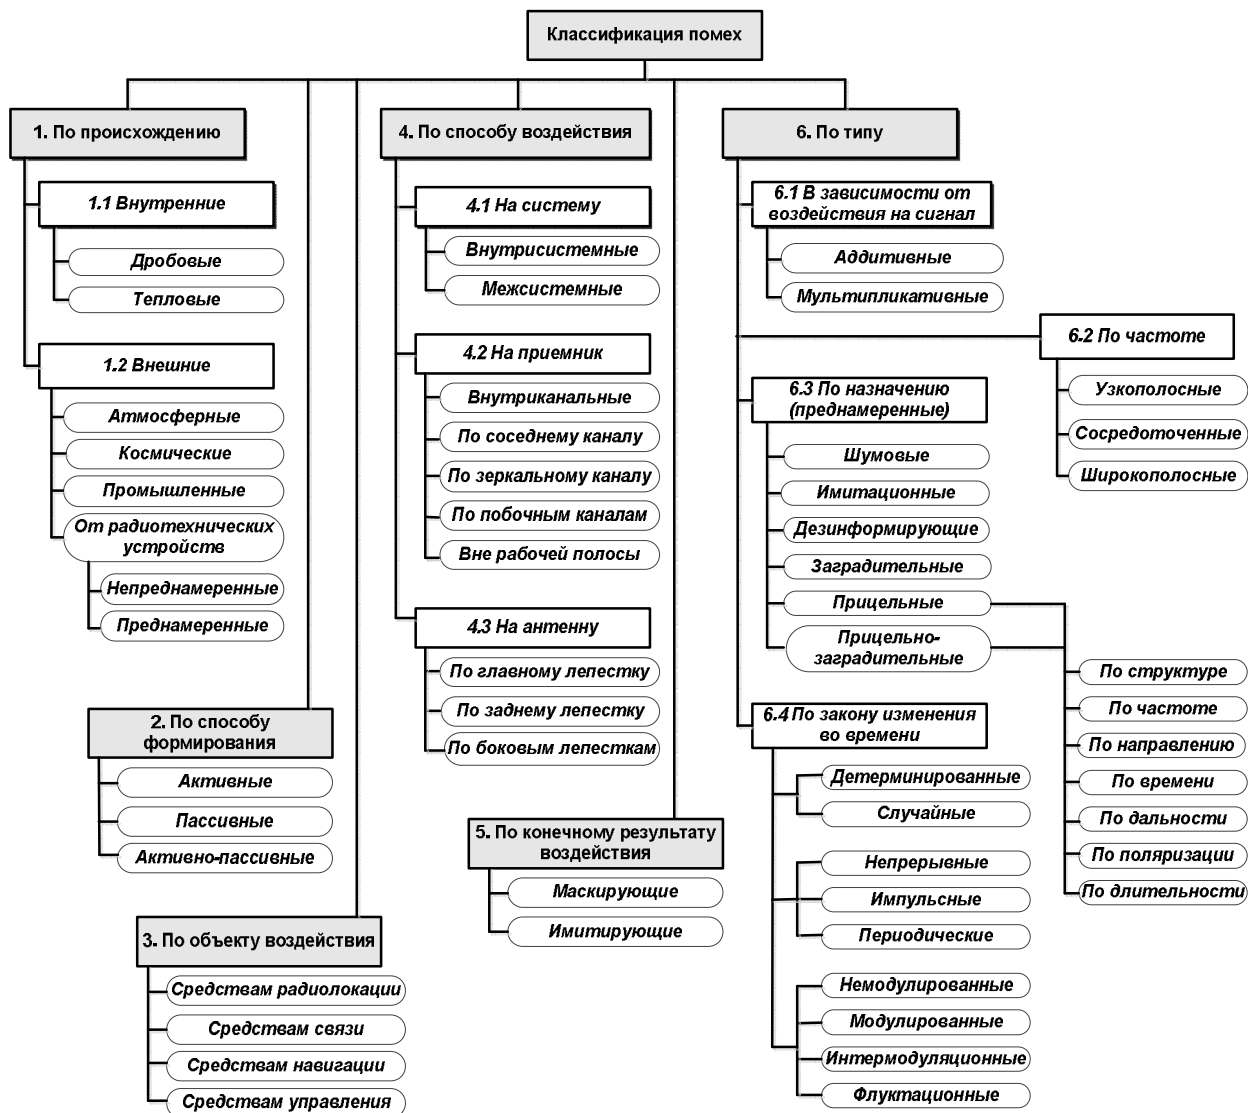 Классификация помех
1. По происхождению
1.1 Внутренние
Дробовые
Тепловые
1.2 Внешние
Атмосферные
Космические
Промышленные
От радиотехнических
устройств
Непреднамеренные
Преднамеренные
2. По способу
формирования
Активные
Пассивные
Активно-пассивные
3. По объекту воздействия
Средствам радиолокации
Средствам связи
Средствам навигации
Средствам управления
4. По способу воздействия
4.1 На систему
Внутрисистемные
Межсистемные
4.2 На приемник
Внутриканальные
По соседнему каналу
По зеркальному каналу
По побочным каналам
Вне рабочей полосы
4.3 На антенну
По главному лепестку
По заднему лепестку
По боковым лепесткам
5. По конечному результату
воздействия
Маскирующие
Имитирующие
6. По типу
6.1 В зависимости от
воздействия на сигнал
Аддитивные
Мультипликативные
6.2 По частоте
Узкополосные
Сосредоточенные
Широкополосные
6.3 По назначению
(преднамеренные)
Шумовые
Имитационные
Дезинформирующие
Заградительные
Прицельные
Прицельно-
заградительные
По структуре
По частоте
По направлению
По времени
По дальности
По поляризации
По длительности
6.4 По закону изменения
во времени
Детерминированные
Случайные
Непрерывные
Импульсные
Периодические
Немодулированные
Модулированные
Интермодуляционные
Флуктационные